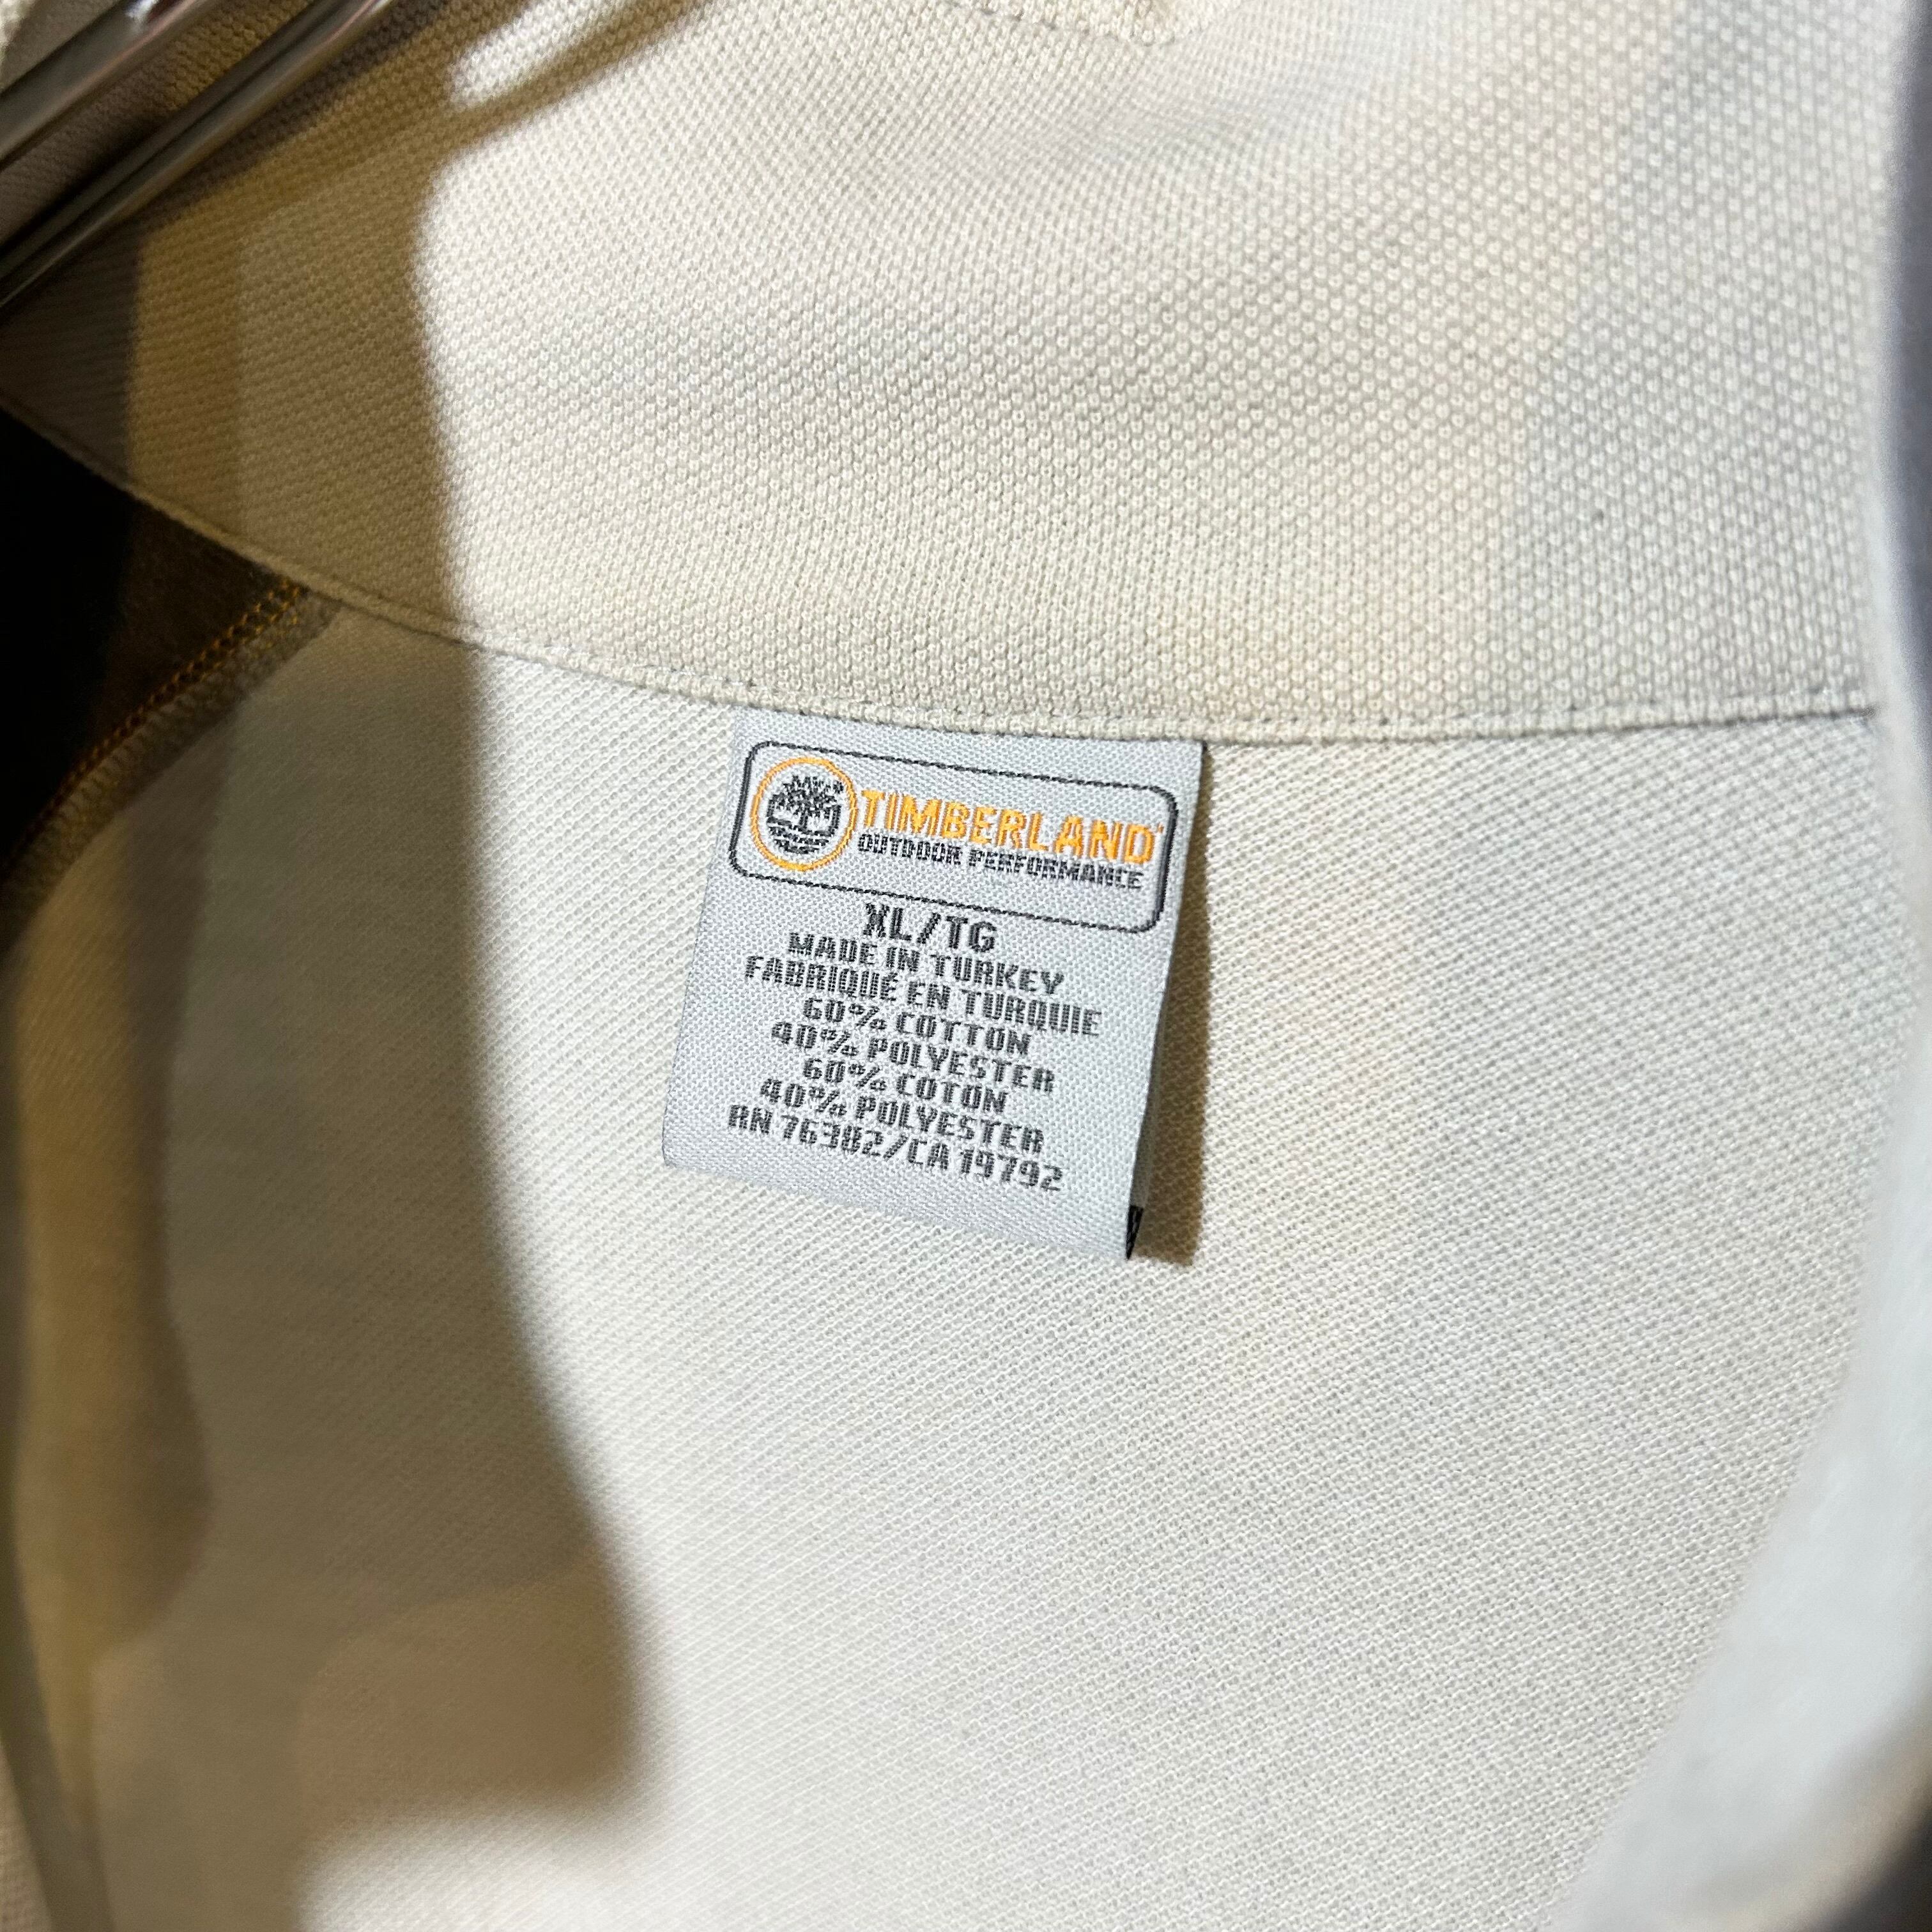 TIMBERLAND
OUTDOOR PERFORMANCE
XL/TG
MADE IN TURKEY
FABRIQUÉ EN TURQUIE
60% COTTON
40% POLYESTER
60% COTON
40% POLYESTER
RN 76382/CA 19792